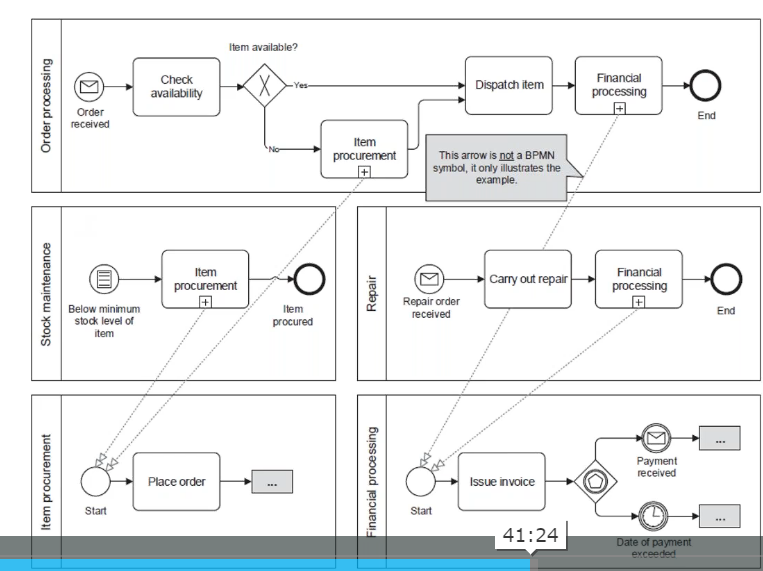 Order processing
Item available?
Check
availability
Yes
Dispatch item
Financial
processing
Order
received
End
No
Item
procurement
This arrow is not a BPMN
symbol, it only illustrates the
example.
Stock maintenance
Item
procurement
Below minimum
stock level of
item
Item
procured
Repair
Carry out repair
Financial
processing
Repair order
received
End
Item procurement
Place order
...
Start
Financial processing
Issue invoice
Start
...
Payment
received
...
Date of payment
exceeded
41:24